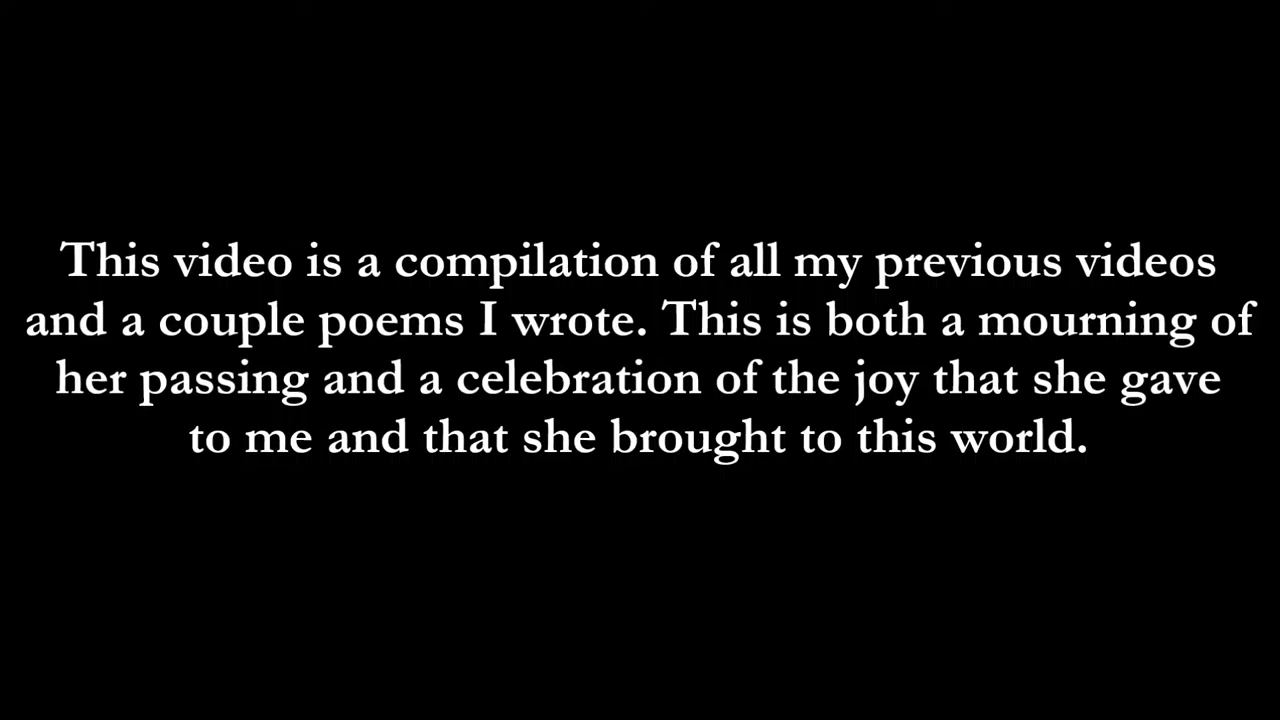 This video is a compilation of all my previous videos
and a couple poems I wrote. This is both a mourning of
her passing and a celebration of the joy that she gave
to me and that she brought to this world.